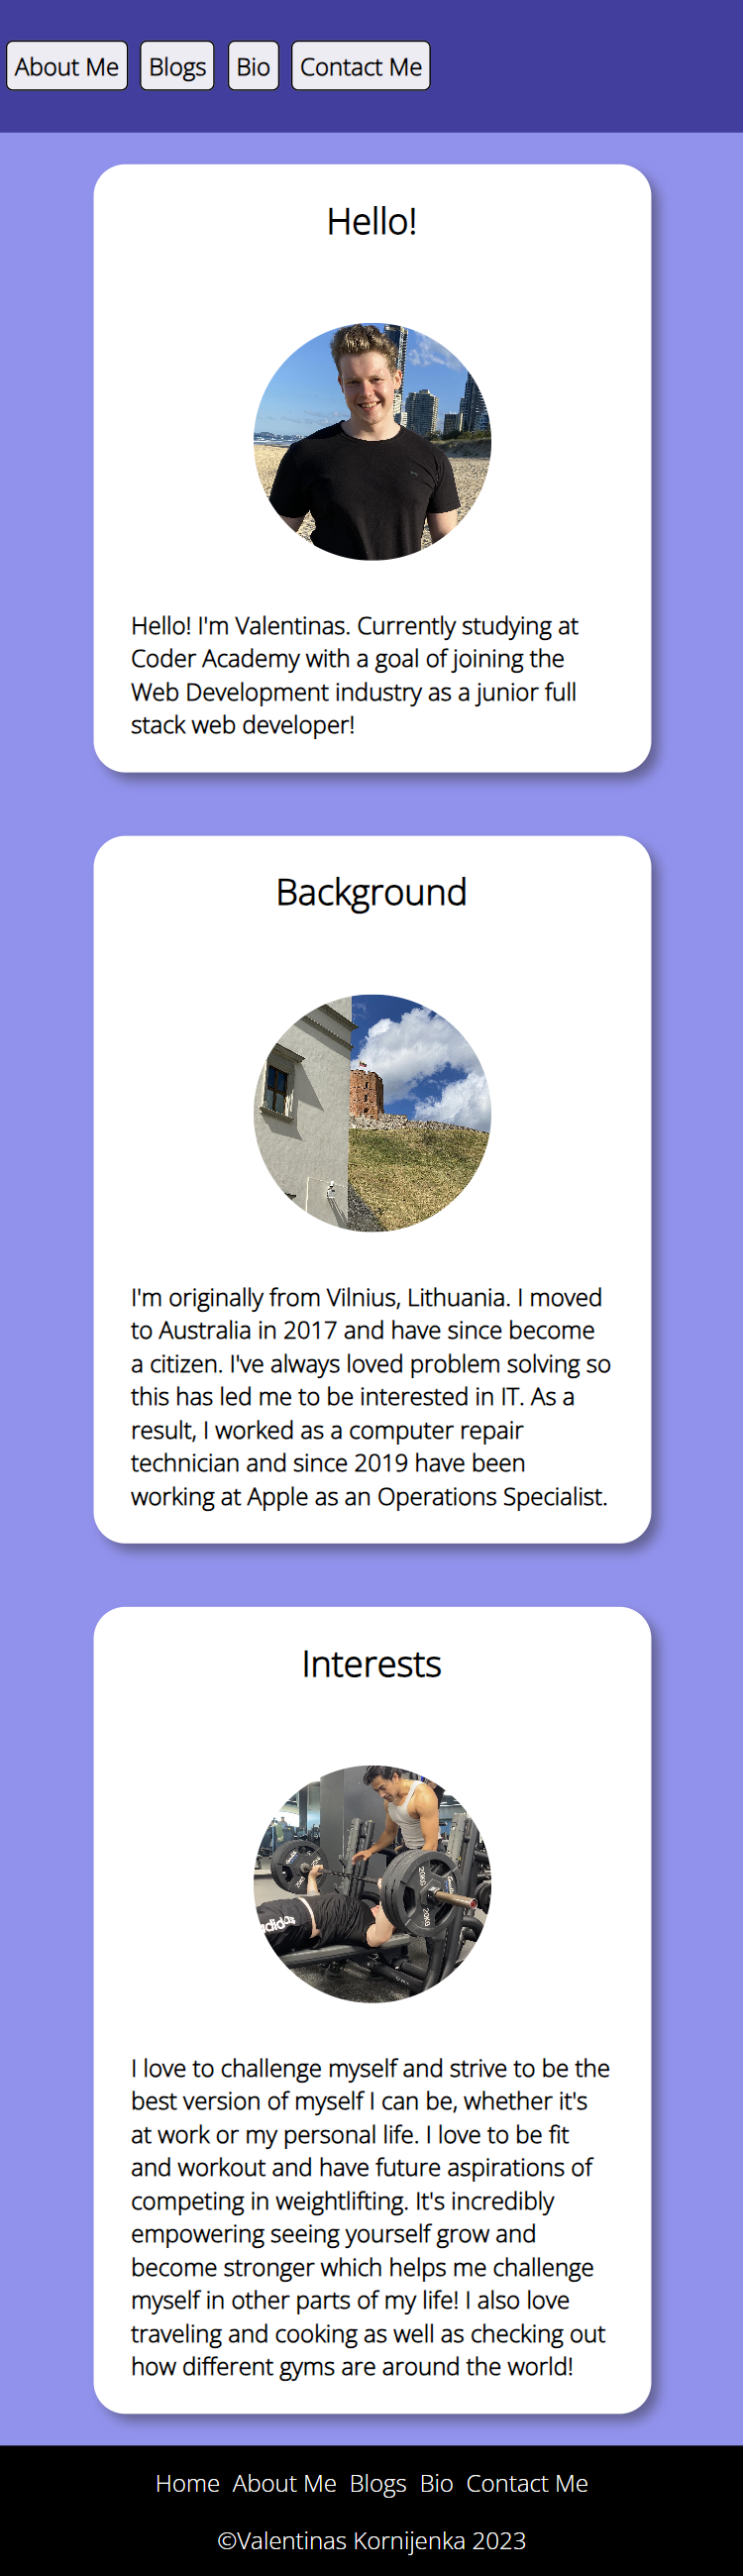 About Me Blogs Bio Contact Me
Hello!
Hello! I'm Valentinas. Currently studying at
Coder Academy with a goal of joining the
Web Development industry as a junior full
stack web developer!
Background
I'm originally from Vilnius, Lithuania. I moved
to Australia in 2017 and have since become
a citizen. I've always loved problem solving so
this has led me to be interested in IT. As a
result, I worked as a computer repair
technician and since 2019 have been
working at Apple as an Operations Specialist.
Interests
20KG
20KG
adidas
I love to challenge myself and strive to be the
best version of myself I can be, whether it's
at work or my personal life. I love to be fit
and workout and have future aspirations of
competing in weightlifting. It's incredibly
empowering seeing yourself grow and
become stronger which helps me challenge
myself in other parts of my life! I also love
traveling and cooking as well as checking out
how different gyms are around the world!
Home About Me Blogs Bio Contact Me
©Valentinas Kornijenka 2023